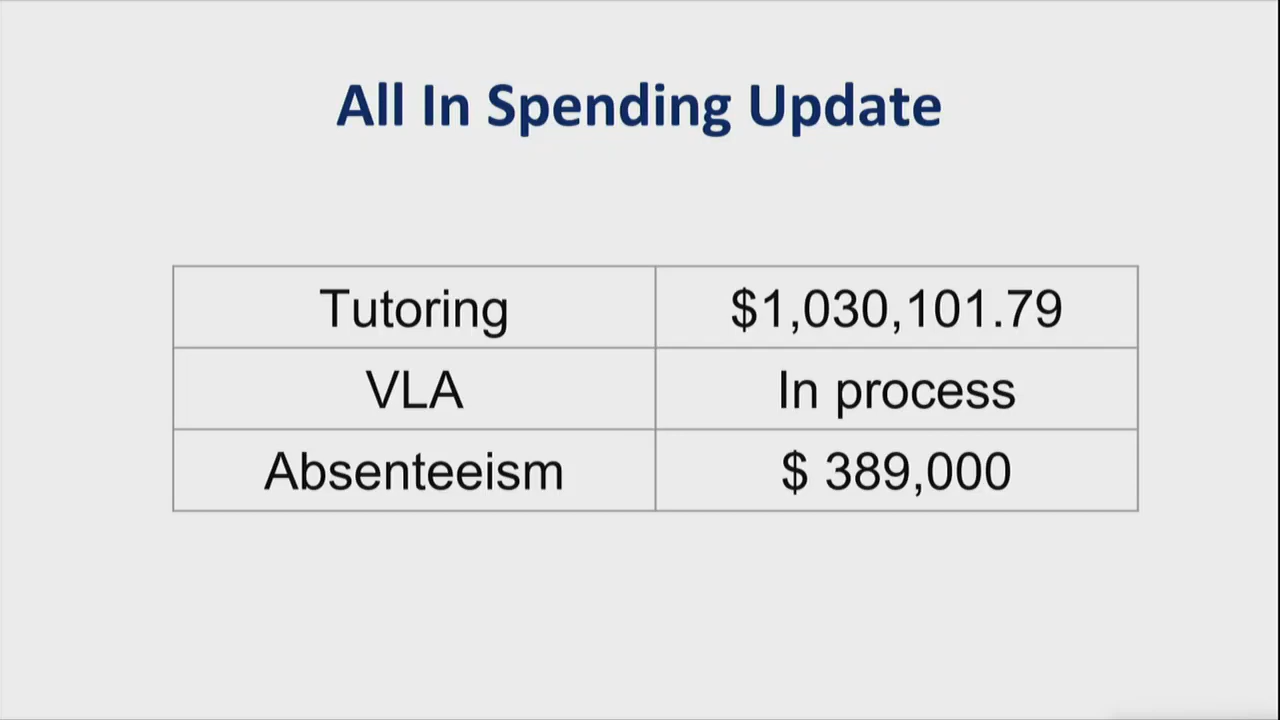 All In Spending Update
Tutoring $1,030,101.79
VLA In process
Absenteeism $ 389,000